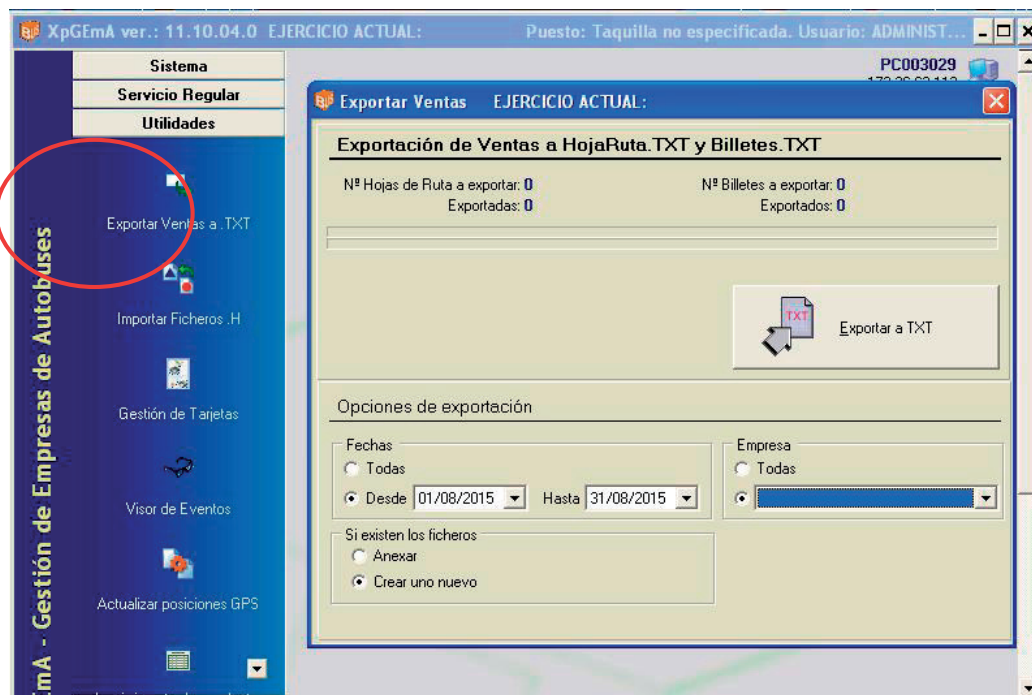 XpGEmA ver.: 11.10.04.0 EJERCICIO ACTUAL: Puesto: Taquilla no especificada. Usuario: ADMINIST...
Sistema
Servicio Regular
Utilidades
Exportar Ventas a .TXT
Importar Ficheros .H
Gestión de Tarjetas
Visor de Eventos
Actualizar posiciones GPS
EmA - Gestión de Empresas de Autobuses
PC003029
Exportar Ventas EJERCICIO ACTUAL:
Exportación de Ventas a HojaRuta.TXT y Billetes.TXT
Nº Hojas de Ruta a exportar: 0 Nº Billetes a exportar: 0
Exportadas: 0 Exportados: 0
TXT
Exportar a TXT
Opciones de exportación
Fechas
Todas
Desde 01/08/2015 Hasta 31/08/2015
Empresa
Todas
Si existen los ficheros
Anexar
Crear uno nuevo